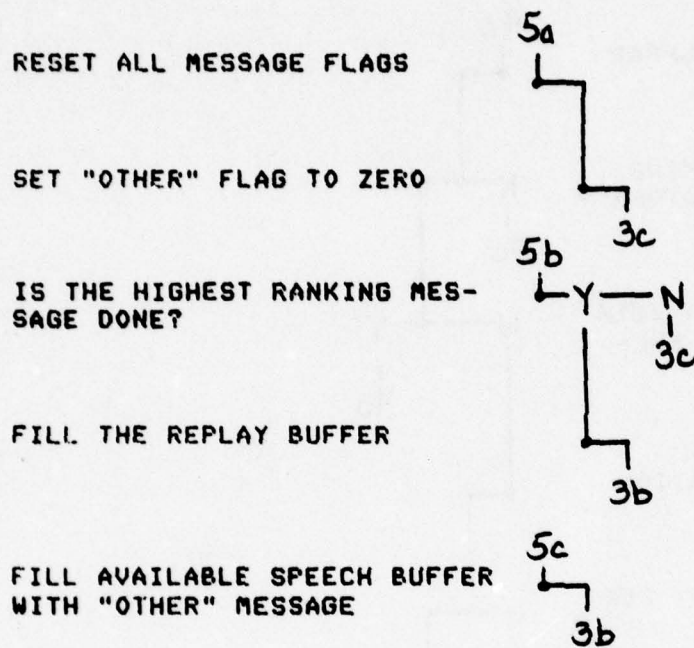 5a
RESET ALL MESSAGE FLAGS
SET "OTHER" FLAG TO ZERO
3c
5b
IS THE HIGHEST RANKING MES-
SAGE DONE?
Y N
3c
FILL THE REPLAY BUFFER
3b
5c
FILL AVAILABLE SPEECH BUFFER
WITH "OTHER" MESSAGE
3b